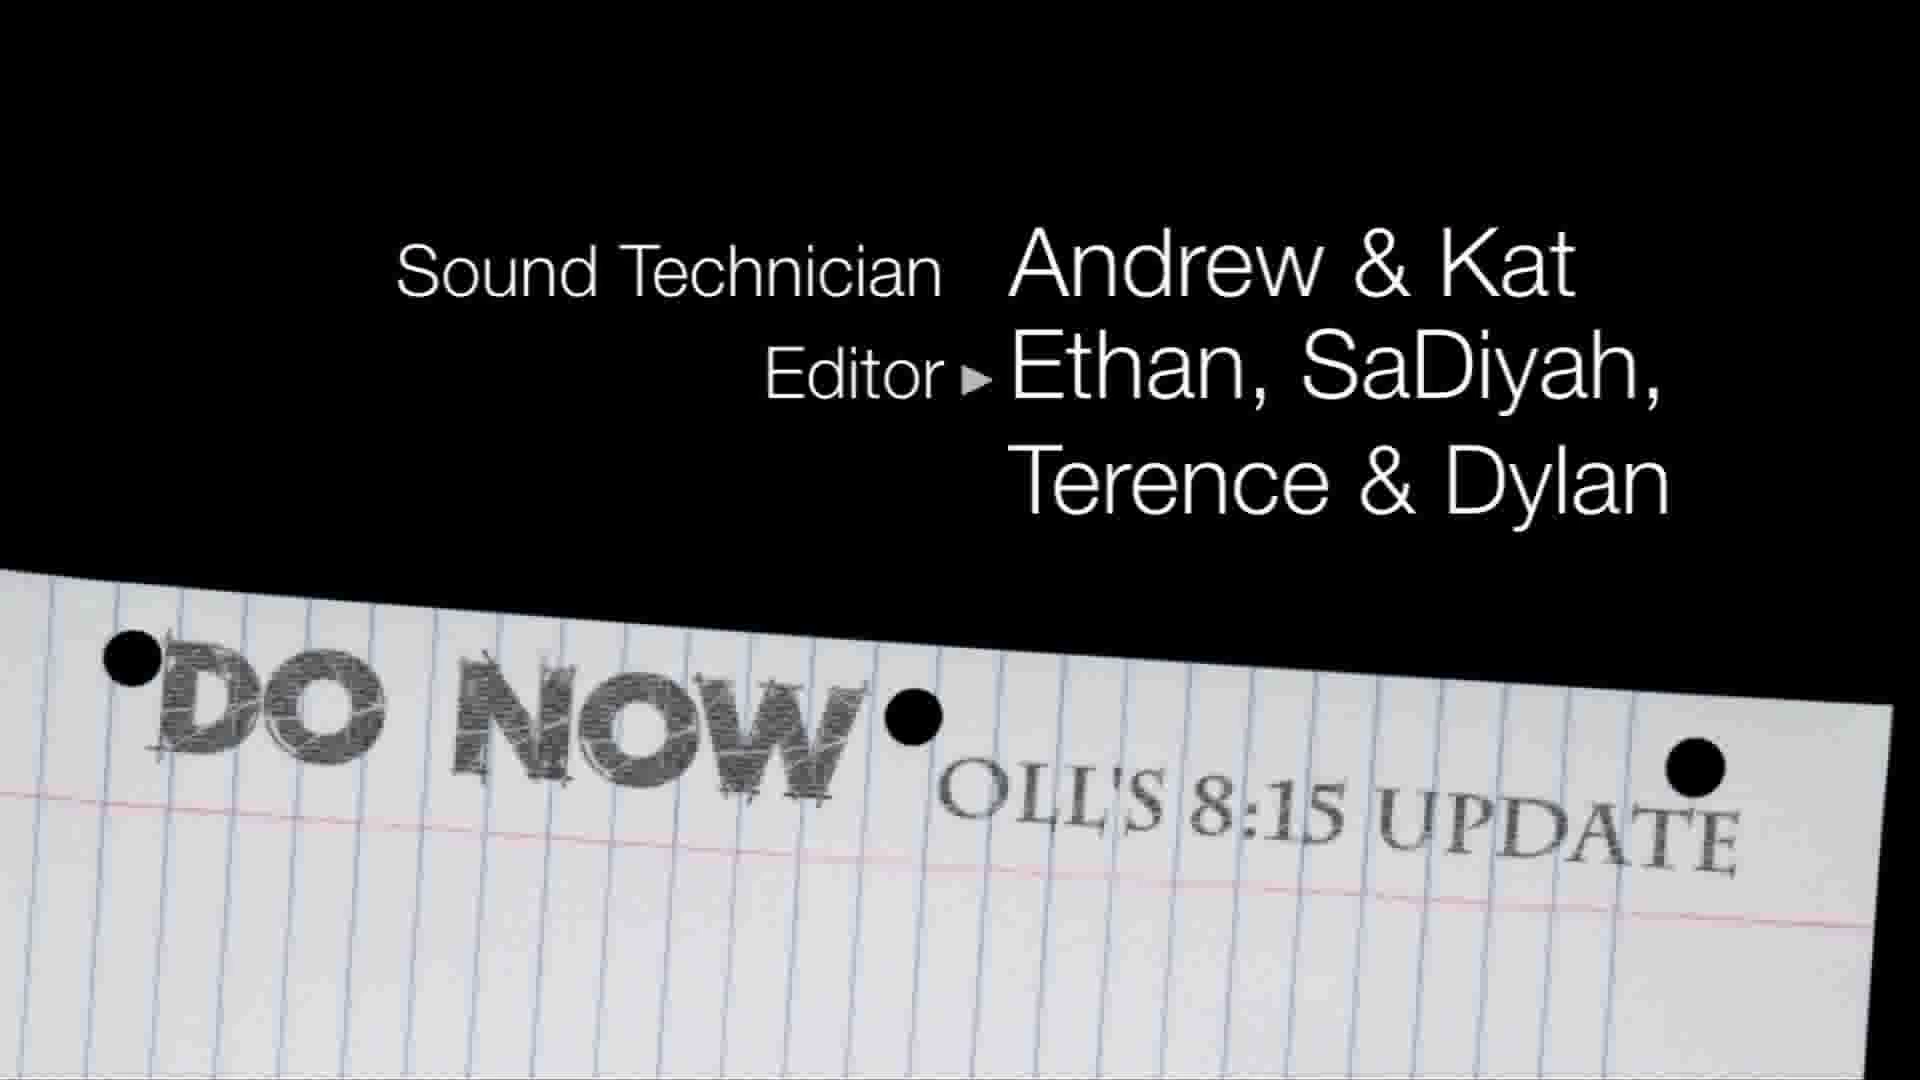 Sound Technician Andrew & Kat
Editor ▸ Ethan, SaDiyah,
Terence & Dylan
DO NOW
OLL'S 8:15 UPDATE